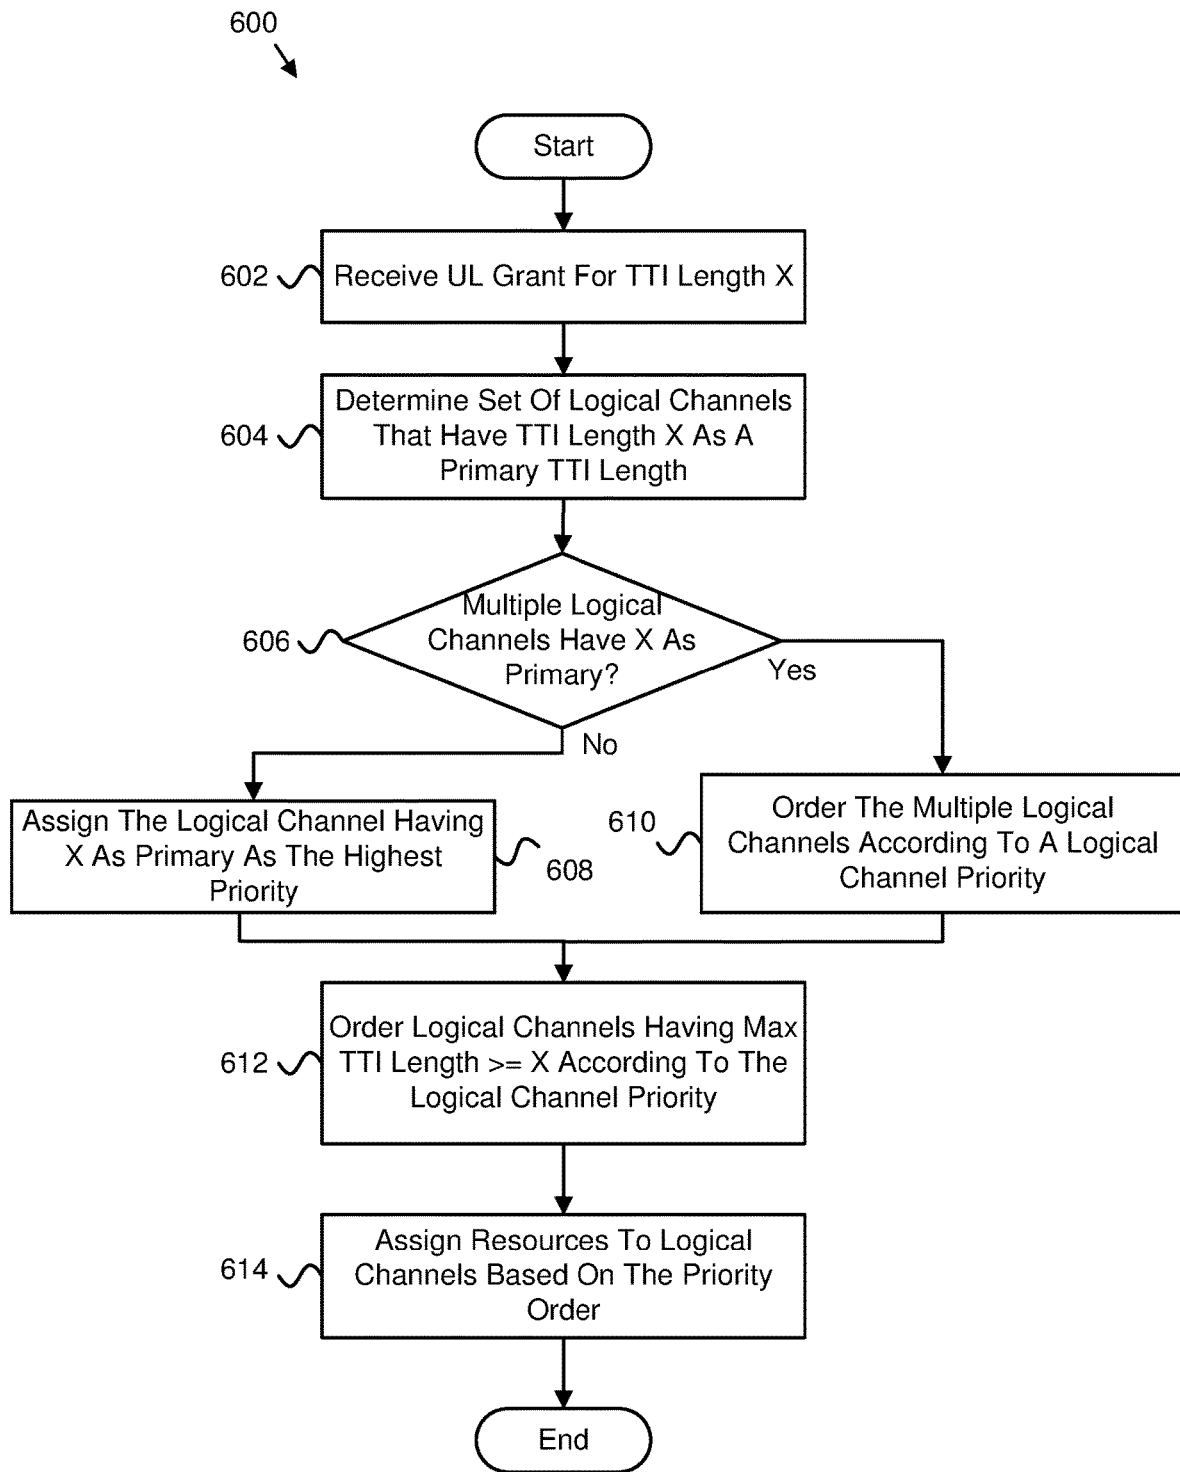 600
Start
602
Receive UL Grant For TTI Length X
604
Determine Set Of Logical Channels
That Have TTI Length X As A
Primary TTI Length
606
Multiple Logical
Channels Have X As
Primary?
Yes
No
Assign The Logical Channel Having
X As Primary As The Highest
Priority
608
610
Order The Multiple Logical
Channels According To A Logical
Channel Priority
612
Order Logical Channels Having Max
TTI Length >= X According To The
Logical Channel Priority
614
Assign Resources To Logical
Channels Based On The Priority
Order
End